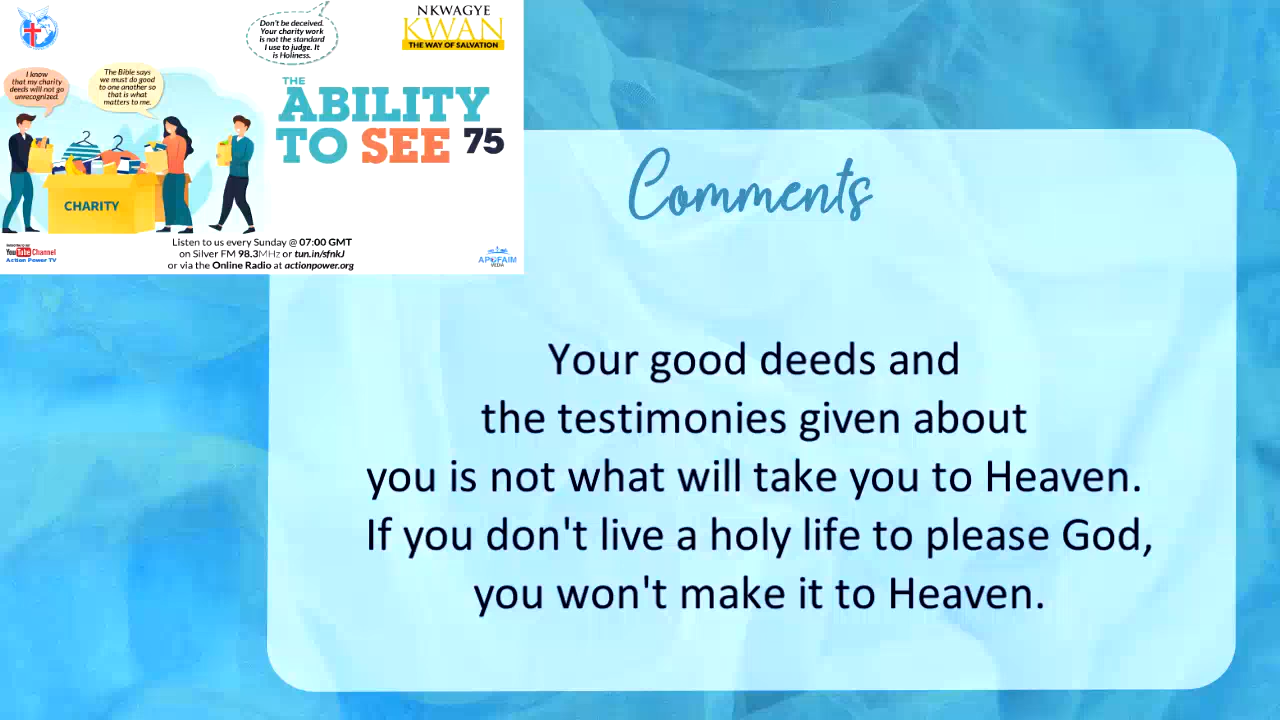 Don't be deceived.
Your charity work
is not the standard
I use to judge. It
is Holiness.
NKWAGYE
KWAN
THE WAY OF SALVATION
I know
that my charity
deeds will not go
unrecognized.
The Bible says
we must do good
to one another so
that is what
matters to me.
THE
ABILITY
TO SEE 75
CHARITY
Listen to us every Sunday @ 07:00 GMT
on Silver FM 98.3MHz or tun.in/sfnkJ
or via the Online Radio at actionpower.org
YouTube Channel
Action Power TV
APOFAIM
MEDIA
Comments
Your good deeds and
the testimonies given about
you is not what will take you to Heaven.
If you don't live a holy life to please God,
you won't make it to Heaven.